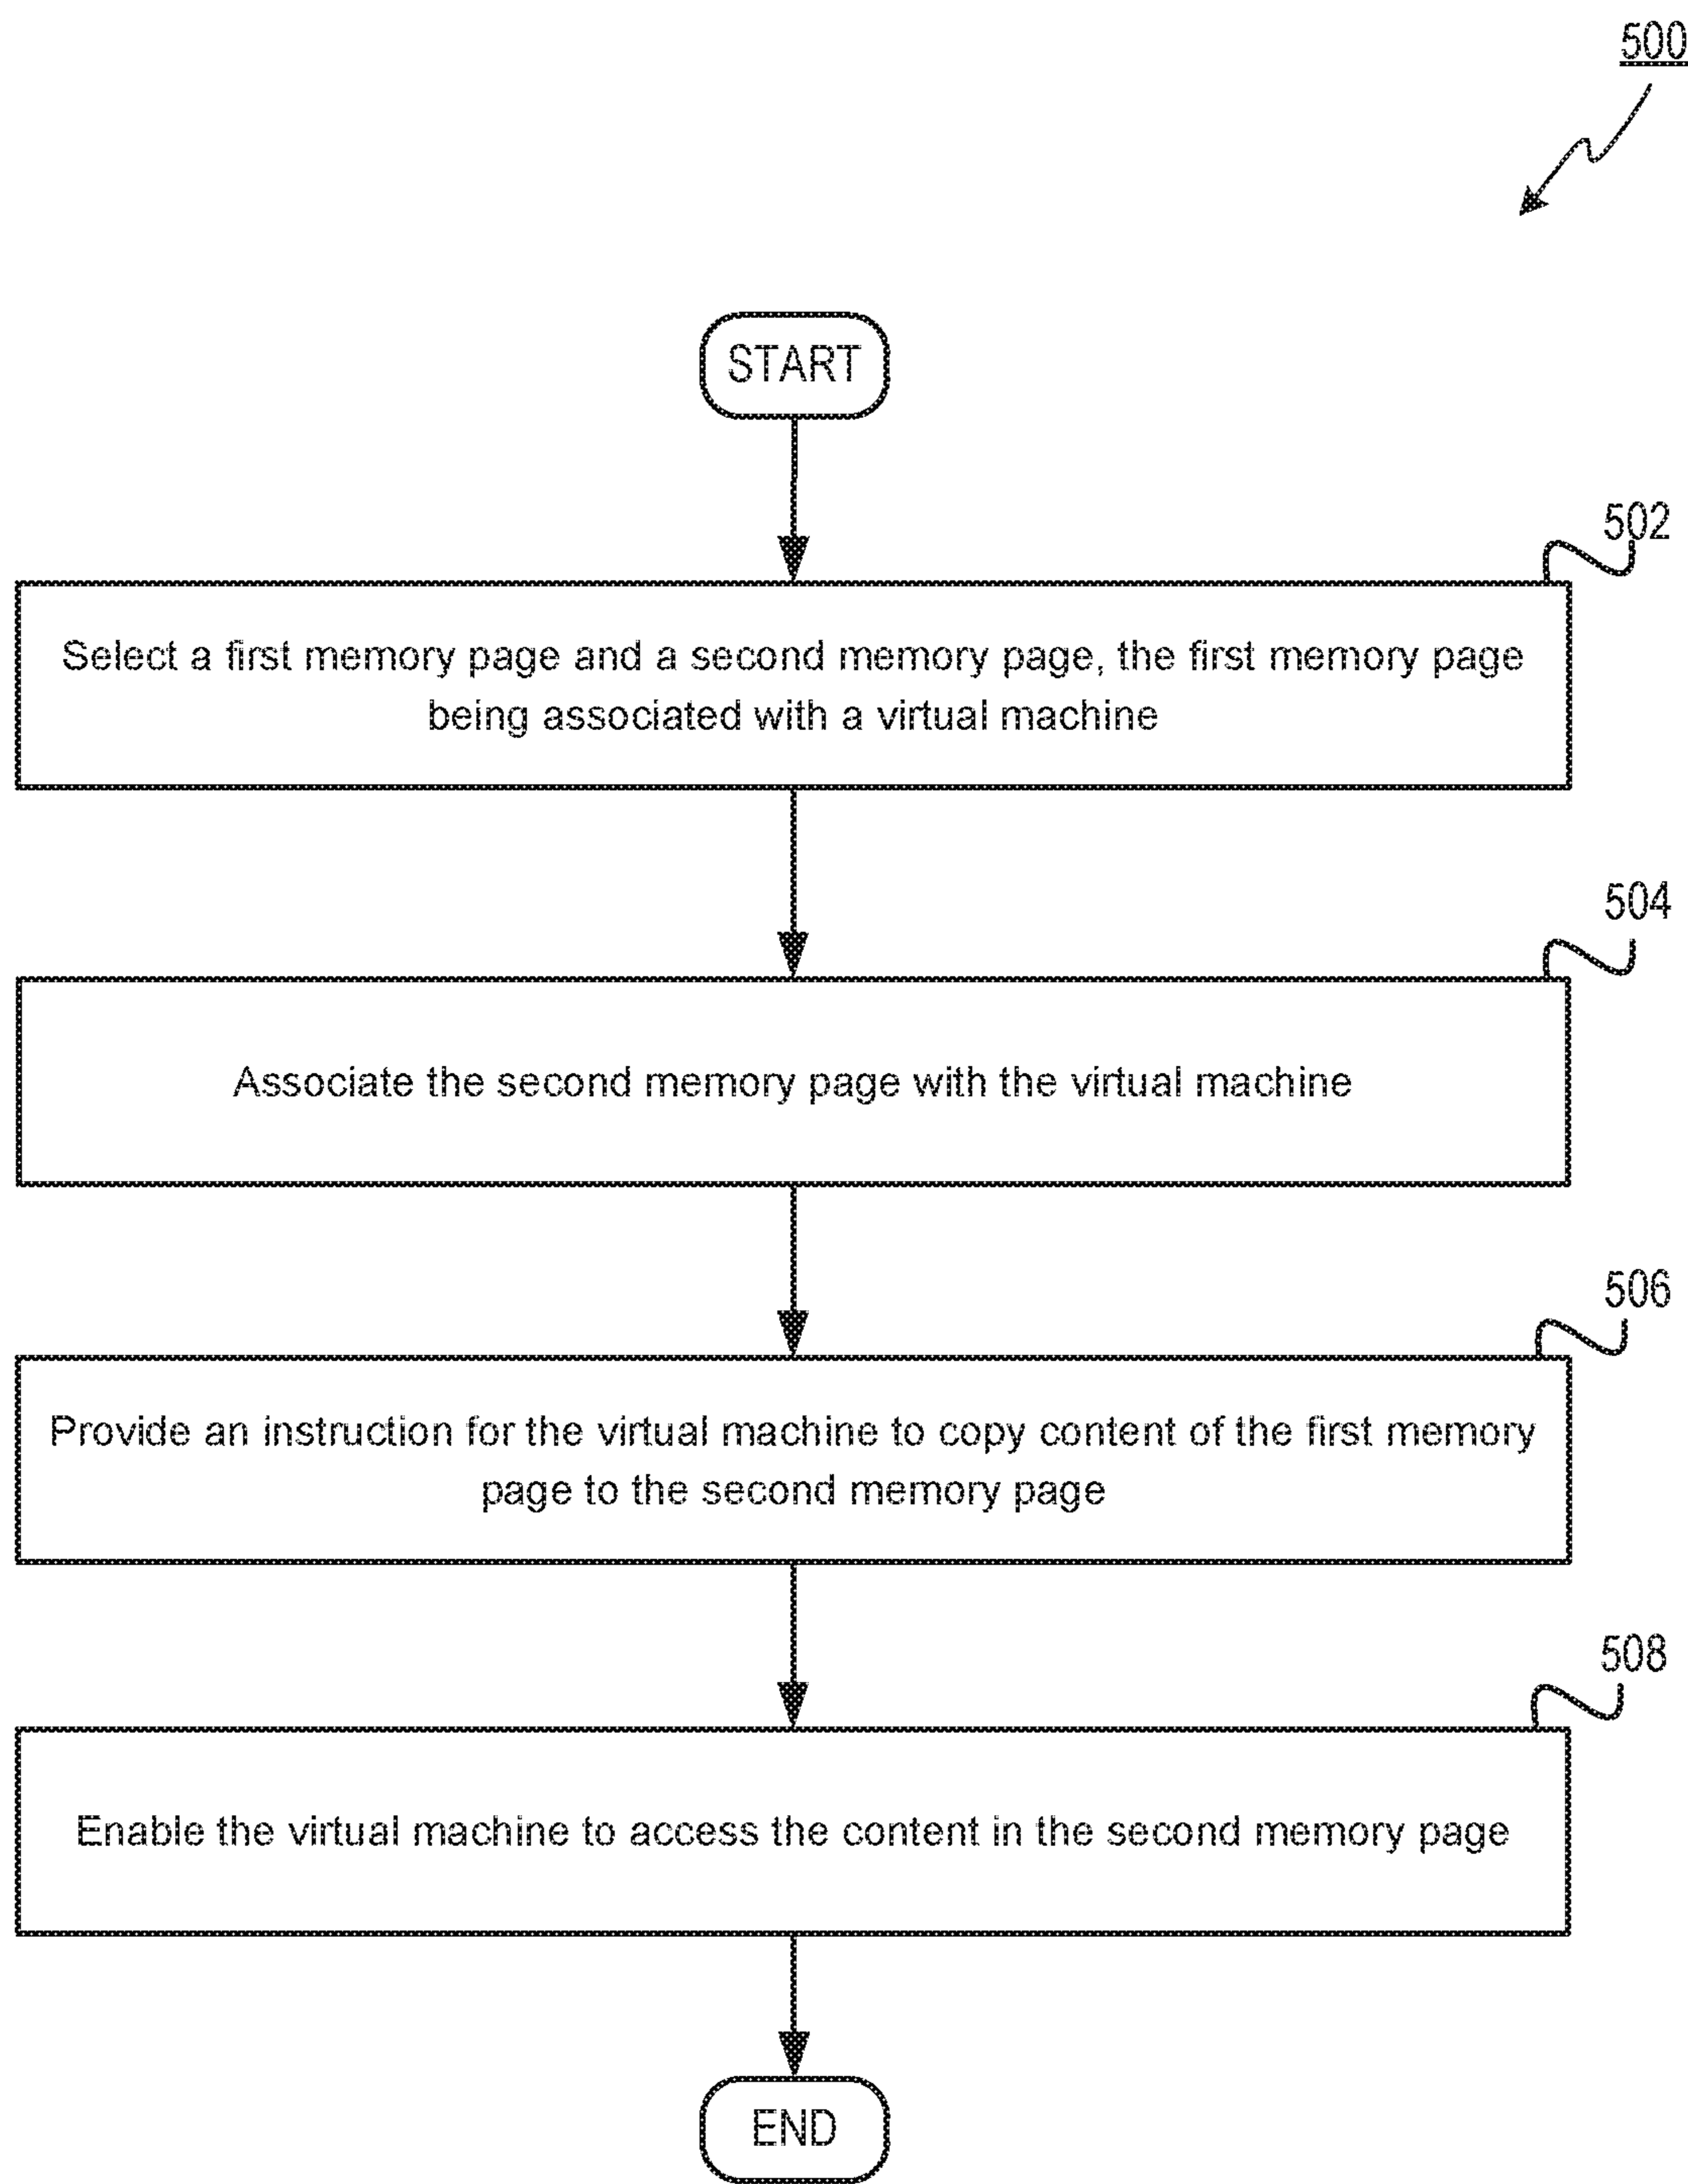 500
START
502
Select a first memory page and a second memory page, the first memory page
being associated with a virtual machine
504
Associate the second memory page with the virtual machine
506
Provide an instruction for the virtual machine to copy content of the first memory
page to the second memory page
508
Enable the virtual machine to access the content in the second memory page
END